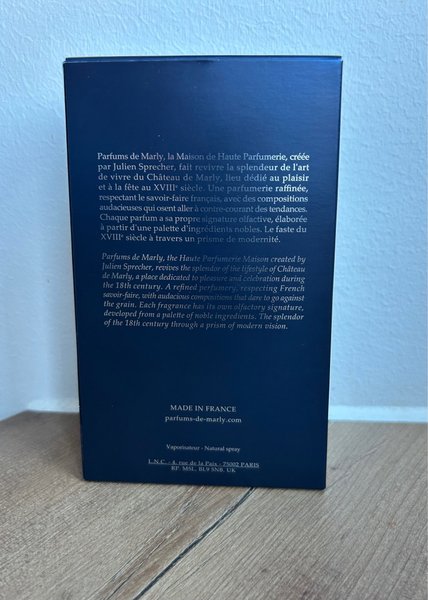 Parfums de Marly, la Maison de Haute Parfumerie, créée
par Julien Sprecher, fait revivre la splendeur de l'art
de vivre du Château de Marly, lieu dédié au plaisir
et à la fête au XVIIIᵉ siècle. Une parfumerie raffinée,
respectant le savoir-faire français, avec des compositions
audacieuses qui osent aller à contre-courant des tendances.
Chaque parfum a sa propre signature olfactive, élaborée
à partir d'une palette d'ingrédients nobles. Le faste du
XVIIIᵉ siècle à travers un prisme de modernité.
Parfums de Marly, the Haute Parfumerie Maison created by
Julien Sprecher, revives the splendor of the lifestyle of Château
de Marly, a place dedicated to pleasure and celebration during
the 18th century. A refined perfumery, respecting French
savoir-faire, with audacious compositions that dare to go against
the grain. Each fragrance has its own olfactory signature,
developed from a palette of noble ingredients. The splendor
of the 18th century through a prism of modern vision.
MADE IN FRANCE
parfums-de-marly.com
Vaporisateur - Natural spray
L.N.C - 4, rue de la Paix - 75002 PARIS
RP. MSL, BL9 5NB. UK